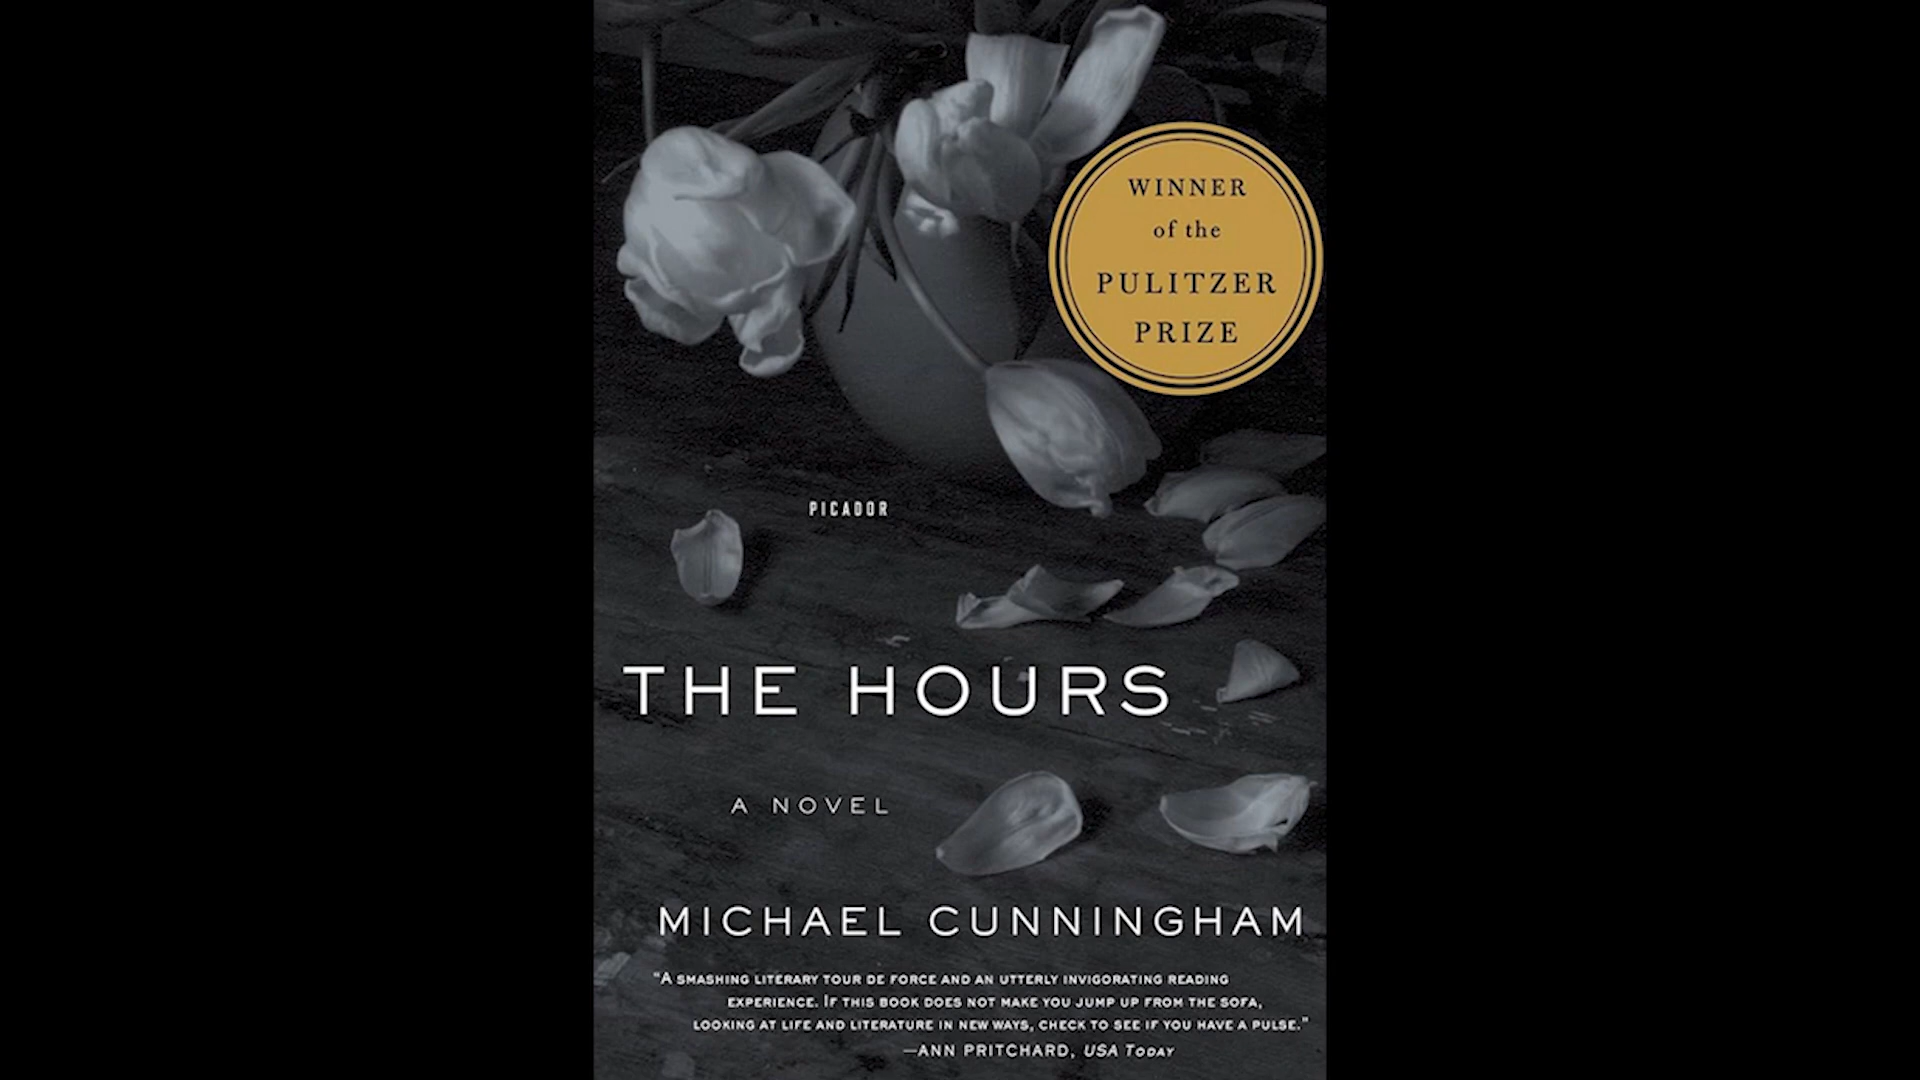 WINNER
of the
PULITZER
PRIZE
PICADOR
THE HOURS
A NOVEL
MICHAEL CUNNINGHAM
"A SMASHING LITERARY TOUR DE FORCE AND AN UTTERLY INVIGORATING READING
EXPERIENCE. IF THIS BOOK DOES NOT MAKE YOU JUMP UP FROM THE SOFA,
LOOKING AT LIFE AND LITERATURE IN NEW WAYS, CHECK TO SEE IF YOU HAVE A PULSE."
—ANN PRITCHARD, USA TODAY